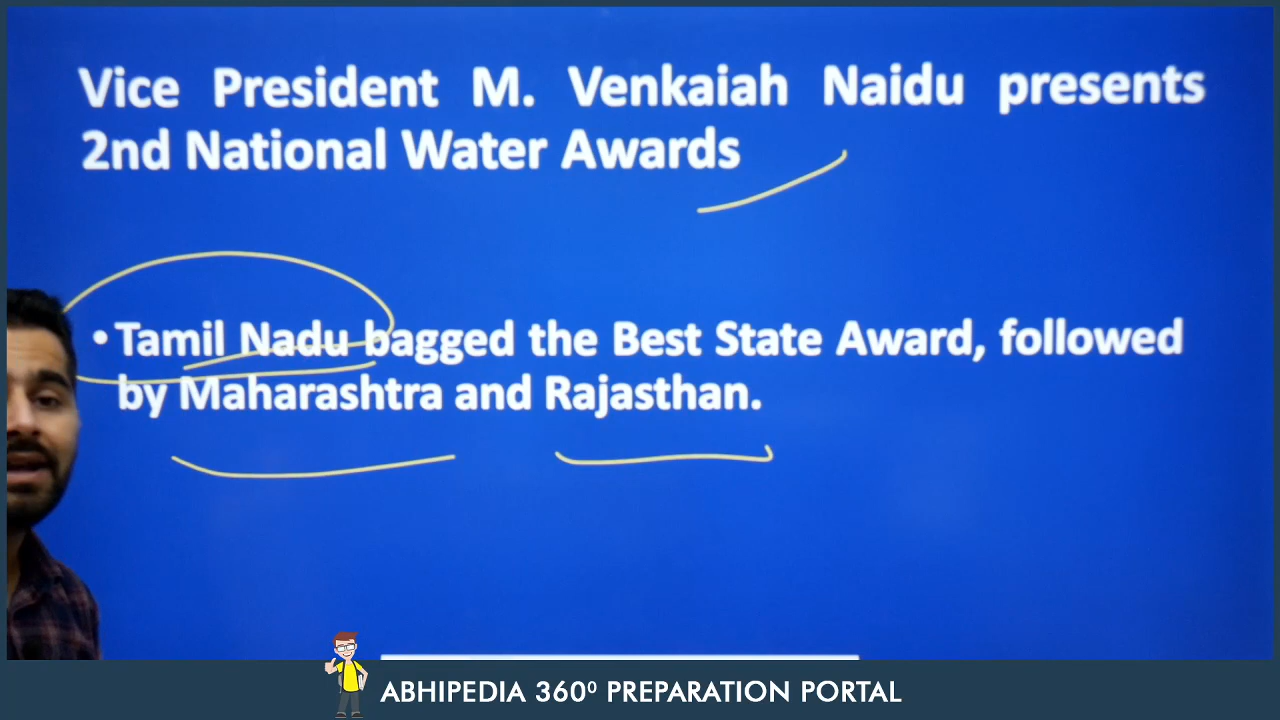 Vice President M. Venkaiah Naidu presents
2nd National Water Awards
• Tamil Nadu bagged the Best State Award, followed
by Maharashtra and Rajasthan.
ABHIPEDIA 360⁰ PREPARATION PORTAL